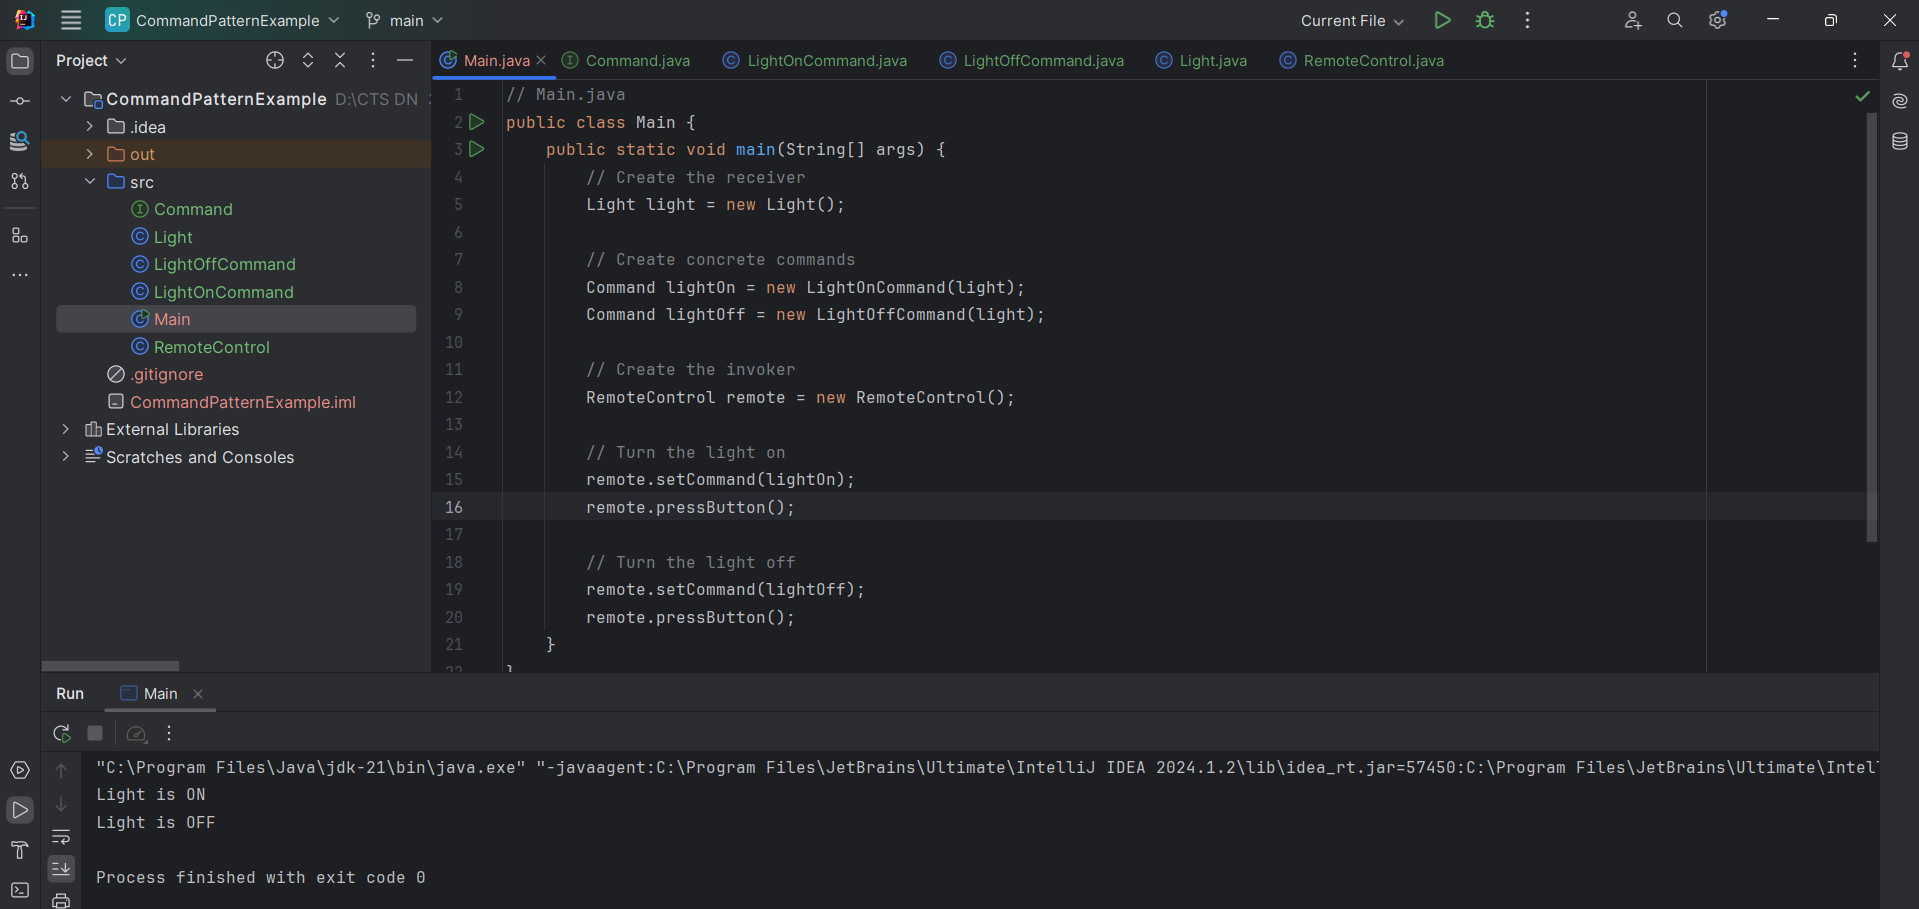 CP CommandPatternExample main Current File
Project
Main.java Command.java LightOnCommand.java LightOffCommand.java Light.java RemoteControl.java
CommandPatternExample D:\CTS DN
.idea
out
src
Command
Light
LightOffCommand
LightOnCommand
Main
RemoteControl
.gitignore
CommandPatternExample.iml
External Libraries
Scratches and Consoles
1 // Main.java
2 public class Main {
3 public static void main(String[] args) {
4 // Create the receiver
5 Light light = new Light();
6
7 // Create concrete commands
8 Command lightOn = new LightOnCommand(light);
9 Command lightOff = new LightOffCommand(light);
10
11 // Create the invoker
12 RemoteControl remote = new RemoteControl();
13
14 // Turn the light on
15 remote.setCommand(lightOn);
16 remote.pressButton();
17
18 // Turn the light off
19 remote.setCommand(lightOff);
20 remote.pressButton();
21 }
22 }
Run Main
"C:\Program Files\Java\jdk-21\bin\java.exe" "-javaagent:C:\Program Files\JetBrains\Ultimate\IntelliJ IDEA 2024.1.2\lib\idea_rt.jar=57450:C:\Program Files\JetBrains\Ultimate\Intel
Light is ON
Light is OFF
Process finished with exit code 0